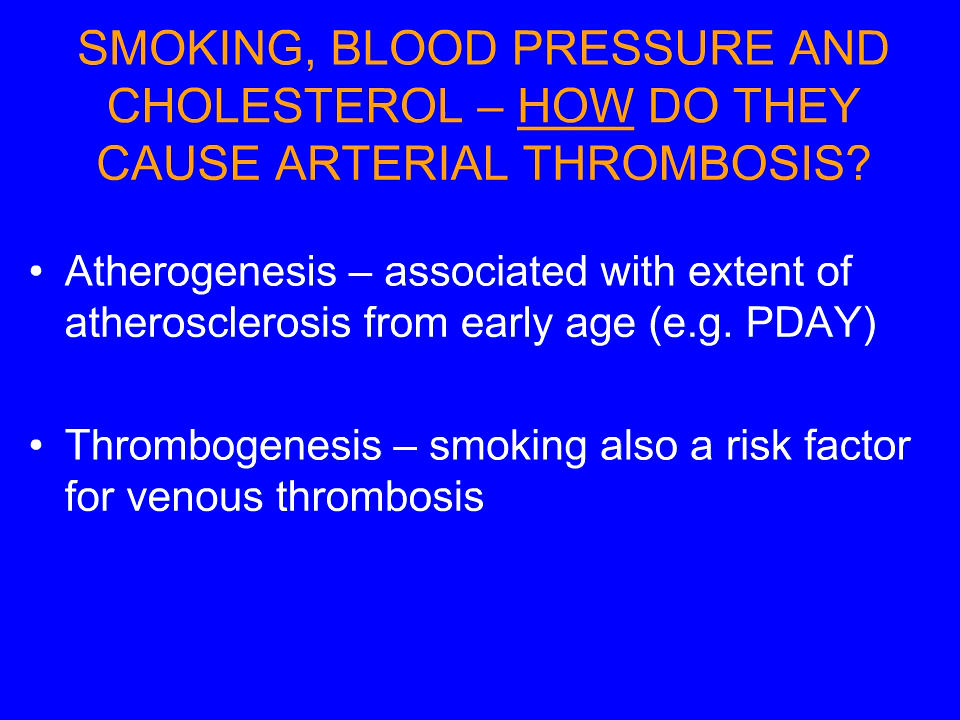 SMOKING, BLOOD PRESSURE AND
CHOLESTEROL – HOW DO THEY
CAUSE ARTERIAL THROMBOSIS?
• Atherogenesis – associated with extent of
atherosclerosis from early age (e.g. PDAY)
• Thrombogenesis – smoking also a risk factor
for venous thrombosis